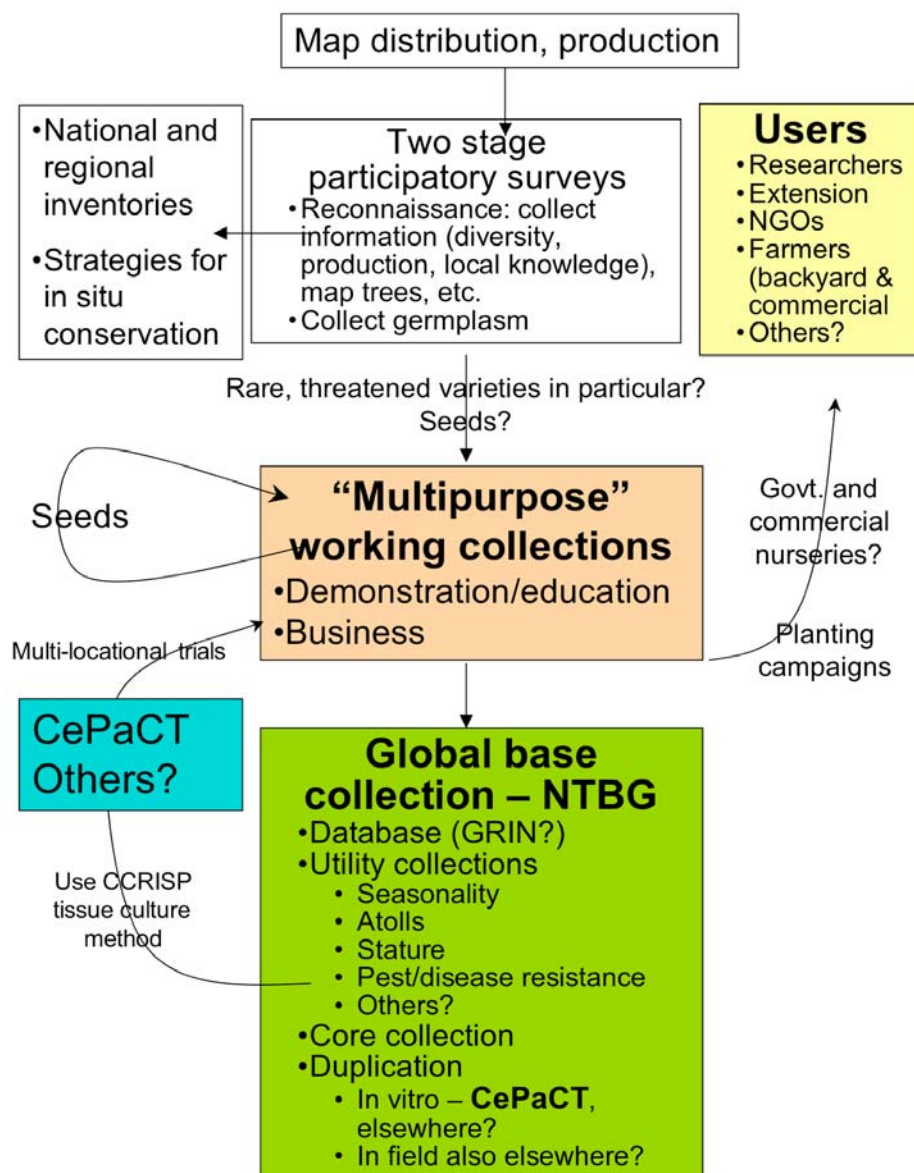 Map distribution, production
•National and
regional
inventories
•Strategies for
in situ
conservation
Two stage
participatory surveys
•Reconnaissance: collect
information (diversity,
production, local knowledge),
map trees, etc.
•Collect germplasm
Users
•Researchers
•Extension
•NGOs
•Farmers
(backyard &
commercial
•Others?
Rare, threatened varieties in particular?
Seeds?
Seeds
“Multipurpose”
working collections
•Demonstration/education
•Business
Govt. and
commercial
nurseries?
Planting
campaigns
Multi-locational trials
CePaCT
Others?
Use CCRISP
tissue culture
method
Global base
collection – NTBG
•Database (GRIN?)
•Utility collections
• Seasonality
• Atolls
• Stature
• Pest/disease resistance
• Others?
•Core collection
•Duplication
• In vitro – CePaCT,
elsewhere?
• In field also elsewhere?